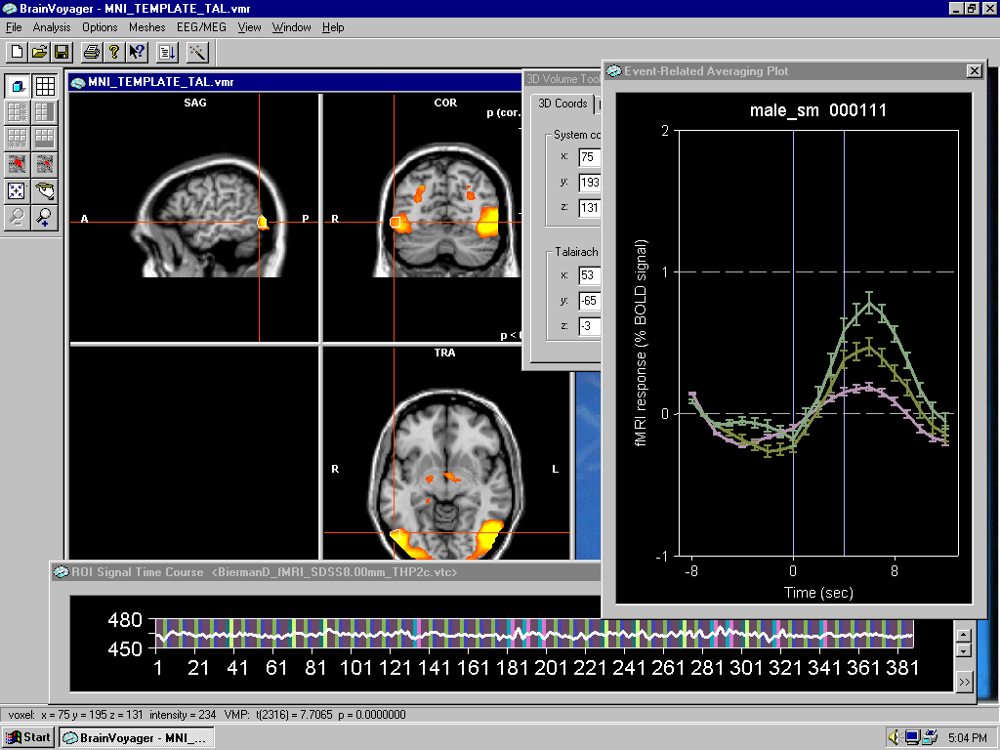 BrainVoyager - MNI_TEMPLATE_TAL.vmr
File Analysis Options Meshes EEG/MEG View Window Help
MNI_TEMPLATE_TAL.vmr
SAG
A
P
COR
p (cor.
R
p <
TRA
R
L
3D Volume Tool
3D Coords
System co
x: 75
y: 193
z: 131
Talairach
x: 53
y: -65
z: -3
Event-Related Averaging Plot
male_sm 000111
2
1
0
-1
fMRI response (% BOLD signal)
-8 0 8
Time (sec)
ROI Signal Time Course <BiermanD_fMRI_SDSS8.00mm_THP2c.vtc>
480
450
1 21 41 61 81 101 121 141 161 181 201 221 241 261 281 301 321 341 361 381
>>
voxel: x = 75 y = 195 z = 131 intensity = 234 VMP: t(2316) = 7.7065 p = 0.0000000
Start BrainVoyager - MNI_... 5:04 PM